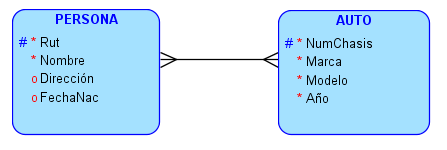 PERSONA
# * Rut
* Nombre
o Dirección
o FechaNac
AUTO
# * NumChasis
* Marca
* Modelo
* Año